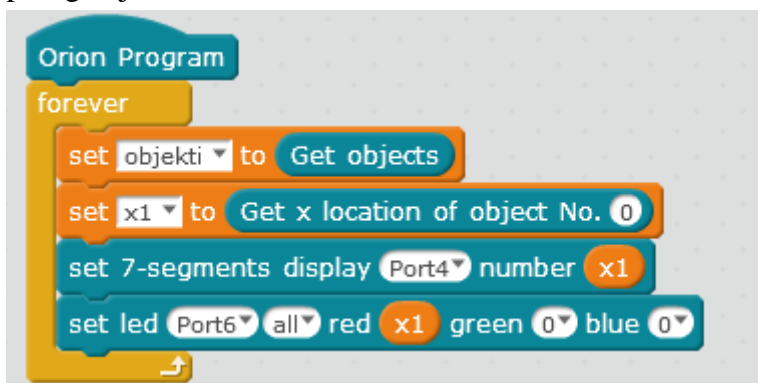 Orion Program
forever
set objekti to Get objects
set x1 to Get x location of object No. 0
set 7-segments display Port4 number x1
set led Port6 all red x1 green 0 blue 0